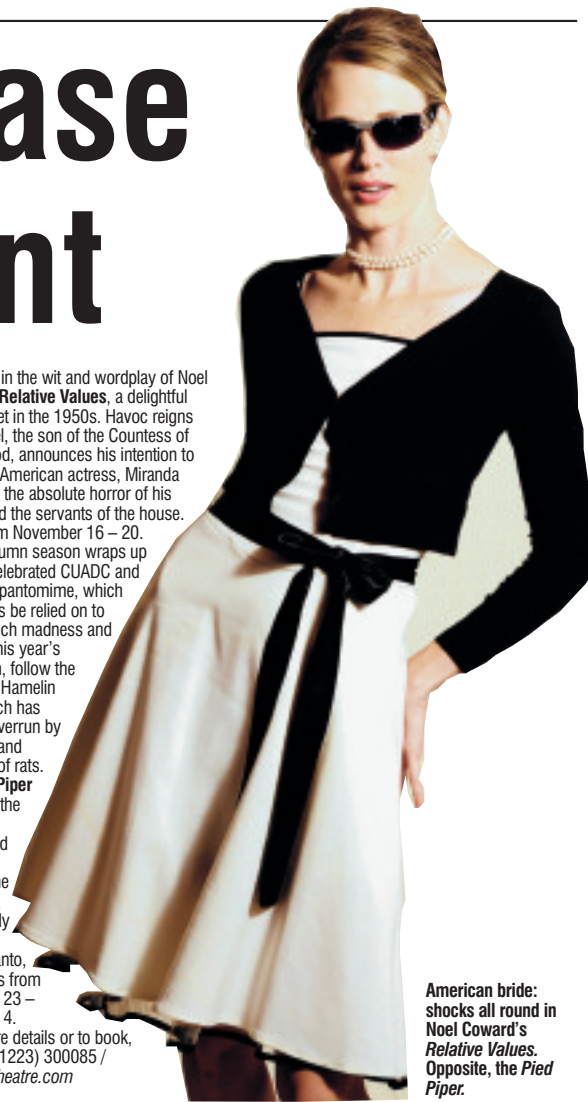 ase
nt
in the wit and wordplay of Noel
Relative Values, a delightful
et in the 1950s. Havoc reigns
l, the son of the Countess of
od, announces his intention to
American actress, Miranda
the absolute horror of his
d the servants of the house.
m November 16 – 20.
umn season wraps up
elebrated CUADC and
pantomime, which
s be relied on to
ch madness and
his year's
, follow the
Hamelin
ch has
verrun by
and
of rats.
Piper
the
d
ne
ly
anto,
s from
23 –
4.
re details or to book,
1223) 300085 /
heatre.com
American bride:
shocks all round in
Noel Coward's
Relative Values.
Opposite, the Pied
Piper.